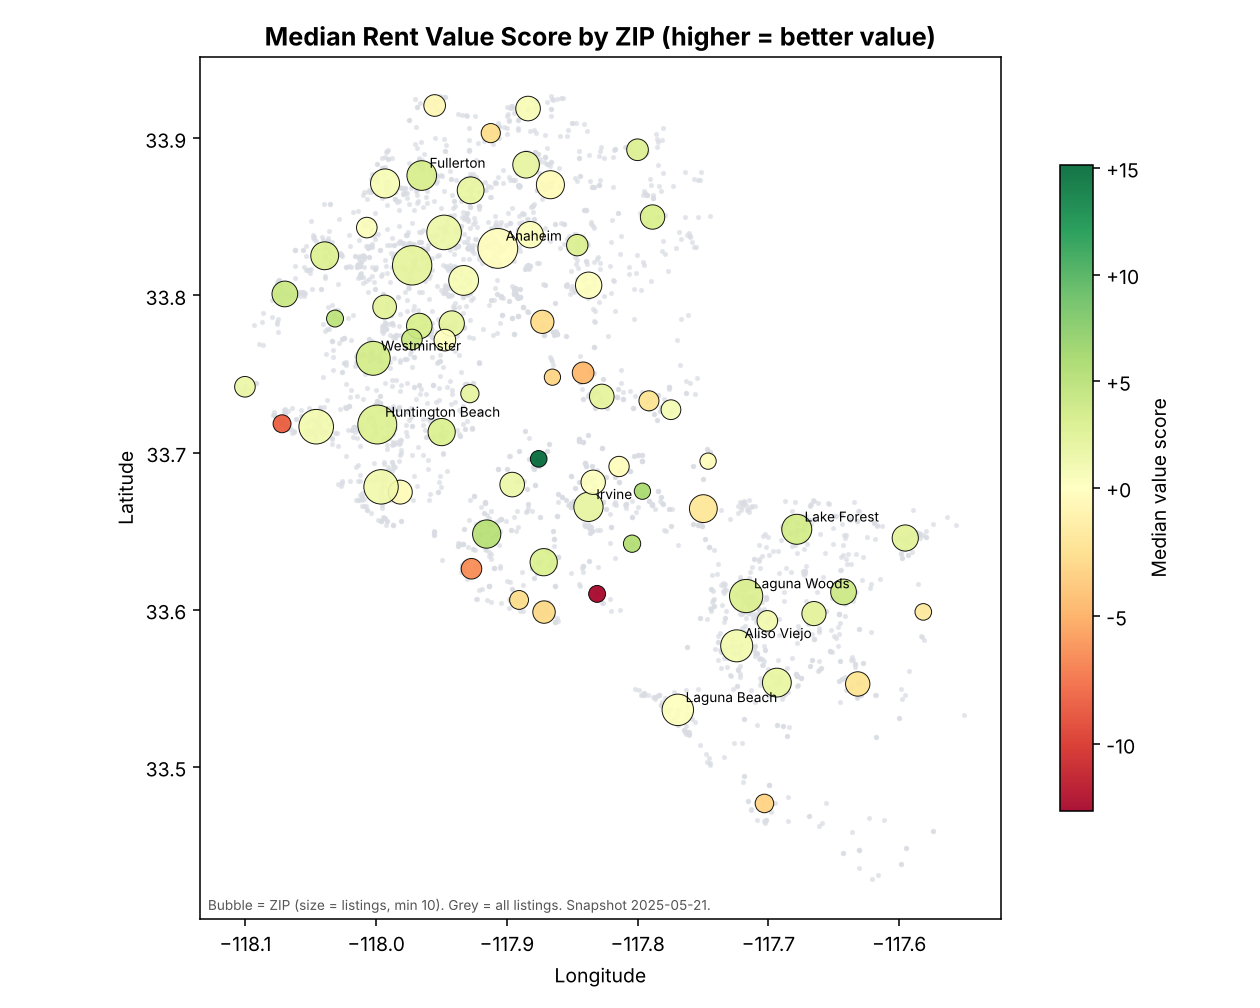 Median Rent Value Score by ZIP (higher = better value)
33.9
33.8
33.7
33.6
33.5
Latitude
Fullerton
Anaheim
Westminster
Huntington Beach
Irvine
Lake Forest
Laguna Woods
Aliso Viejo
Laguna Beach
Bubble = ZIP (size = listings, min 10). Grey = all listings. Snapshot 2025-05-21.
−118.1
−118.0
−117.9
−117.8
−117.7
−117.6
Longitude
+15
+10
+5
+0
-5
-10
Median value score